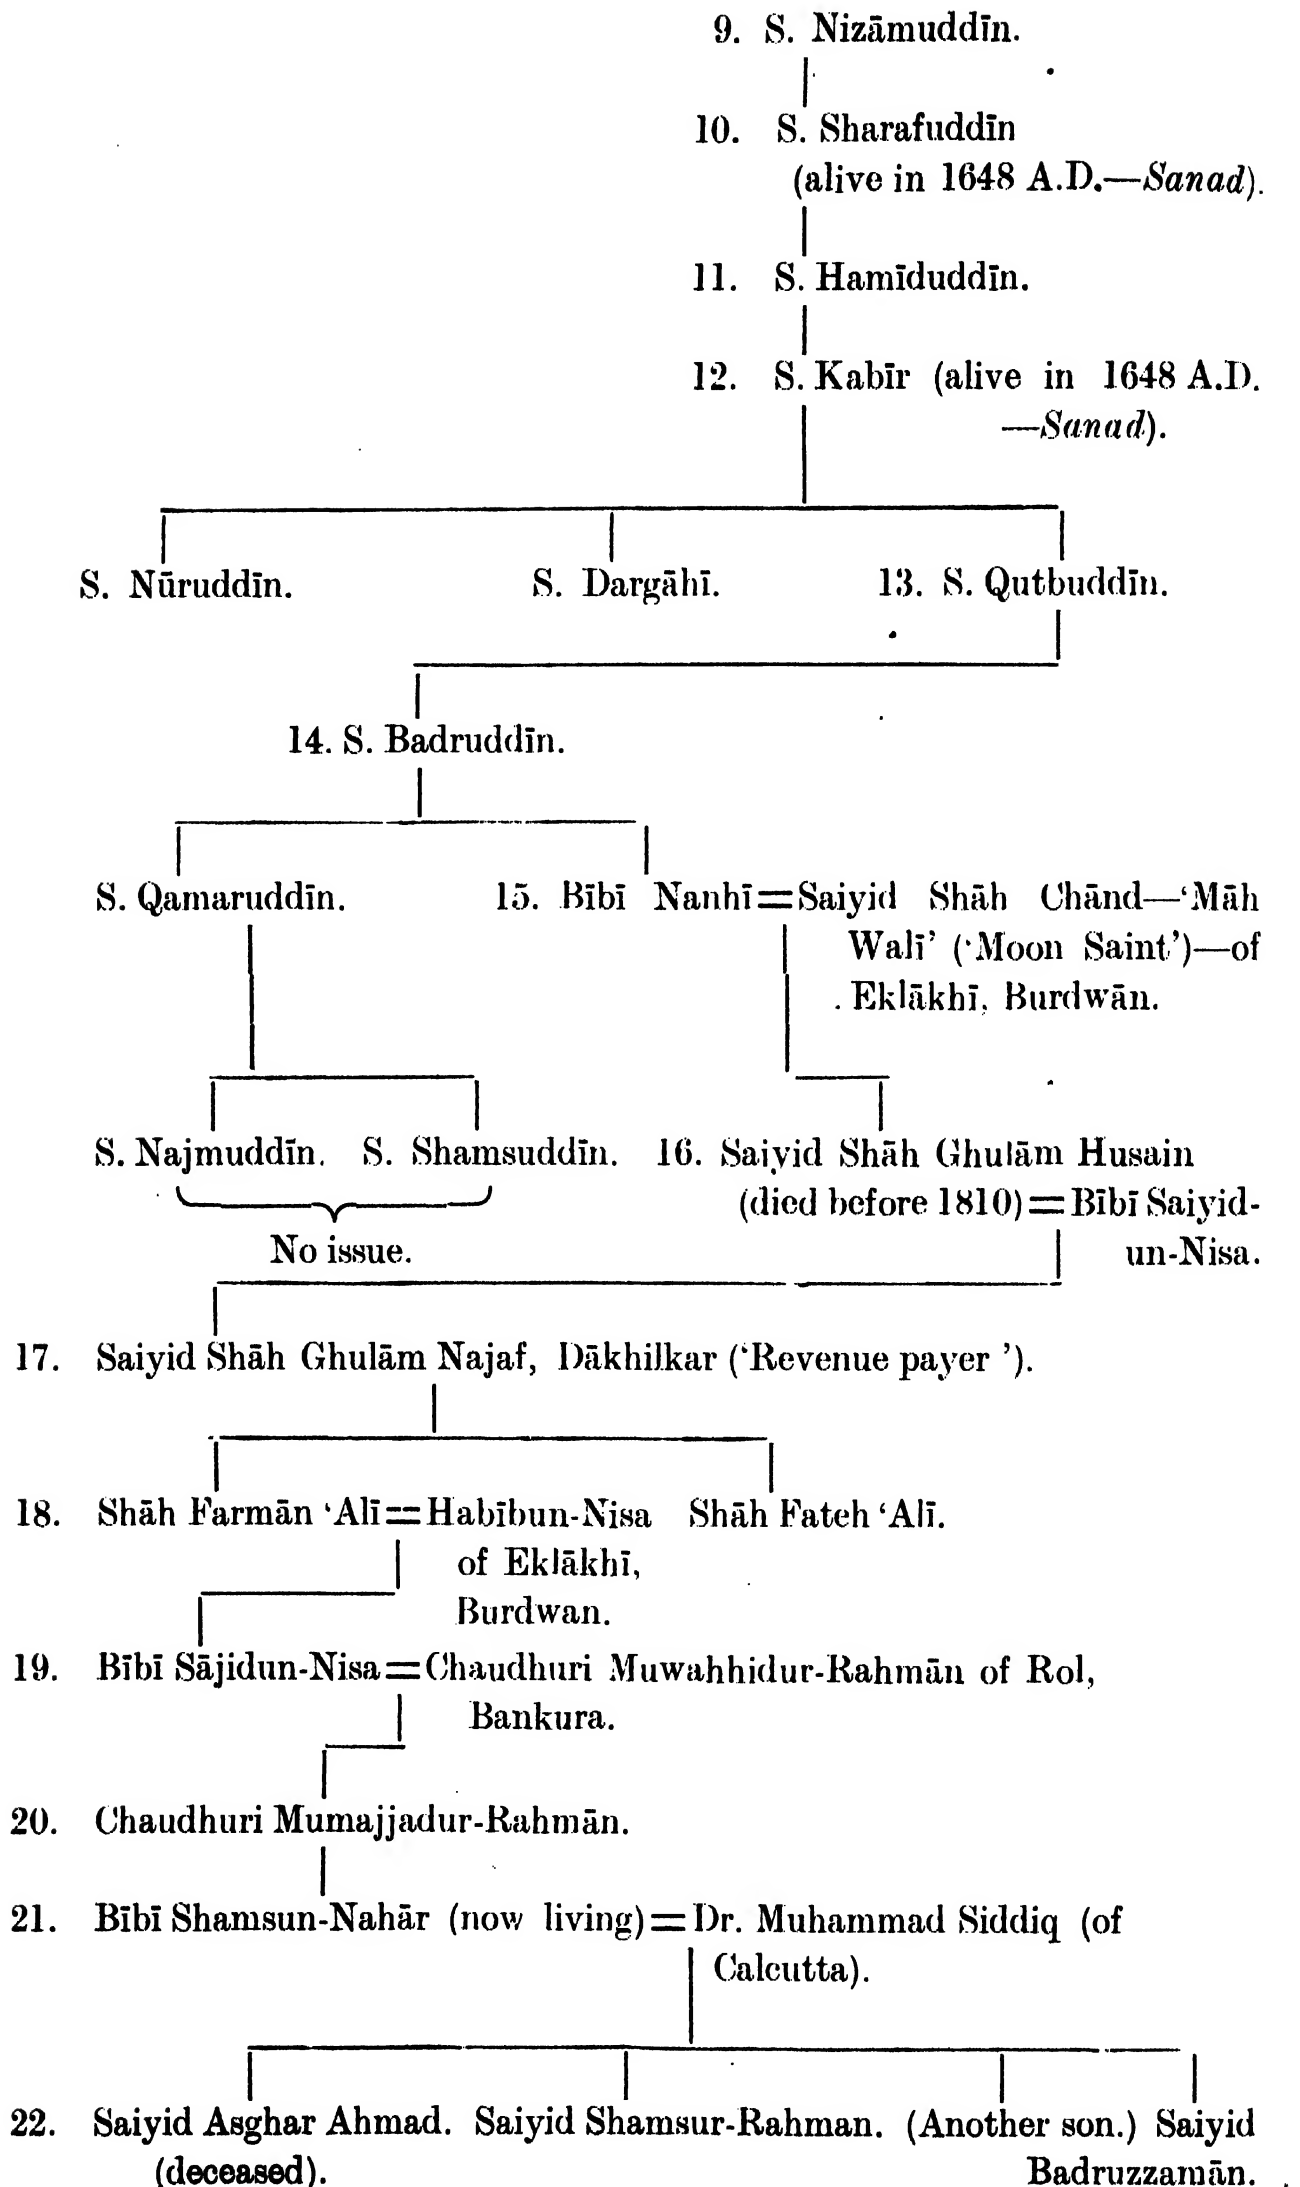 9. S. Nizāmuddīn.
10. S. Sharafuddīn
(alive in 1648 A.D.—Sanad).
11. S. Hamīduddīn.
12. S. Kabīr (alive in 1648 A.D.
—Sanad).
S. Nūruddīn. S. Dargāhī. 13. S. Qutbuddīn.
14. S. Badruddīn.
S. Qamaruddīn. 15. Bībī Nanhī=Saiyid Shāh Chānd—‘Māh
Walī’ (‘Moon Saint’)—of
Eklākhī, Burdwān.
S. Najmuddīn. S. Shamsuddīn. 16. Saiyid Shāh Ghulām Husain
(died before 1810)=Bībī Saiyid-
No issue. un-Nisa.
17. Saiyid Shāh Ghulām Najaf, Dākhilkar (‘Revenue payer ’).
18. Shāh Farmān ‘Alī=Habībun-Nisa Shāh Fateh ‘Alī.
of Eklākhī,
Burdwan.
19. Bībī Sājidun-Nisa=Chaudhuri Muwahhidur-Rahmān of Rol,
Bankura.
20. Chaudhuri Mumajjadur-Rahmān.
21. Bībī Shamsun-Nahār (now living)=Dr. Muhammad Siddiq (of
Calcutta).
22. Saiyid Asghar Ahmad. Saiyid Shamsur-Rahman. (Another son.) Saiyid
(deceased). Badruzzamān.